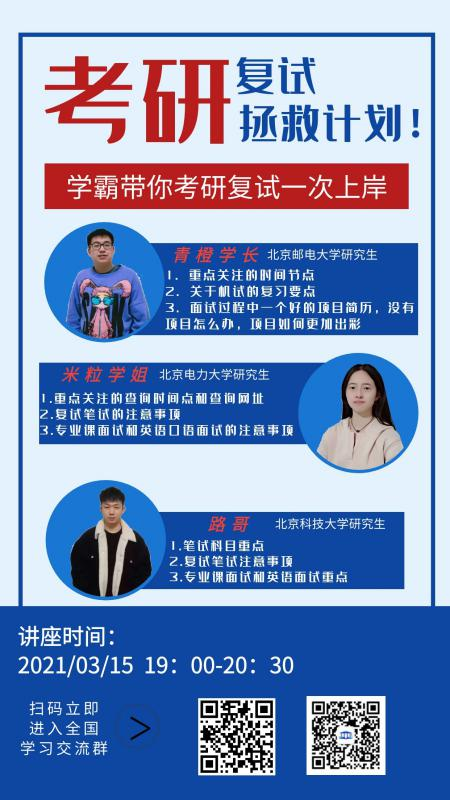 考研
复试
拯救计划！
学霸带你考研复试一次上岸
青橙学长 北京邮电大学研究生
1. 重点关注的时间节点
2. 关于机试的复习要点
3. 面试过程中一个好的项目简历，没有
项目怎么办，项目如何更加出彩
米粒学姐 北京电力大学研究生
1.重点关注的查询时间点和查询网址
2.复试笔试的注意事项
3.专业课面试和英语口语面试的注意事项
路哥 北京科技大学研究生
1.笔试科目重点
2.复试笔试注意事项
3.专业课面试和英语面试重点
讲座时间：
2021/03/15 19：00-20：30
扫码立即
进入全国
学习交流群